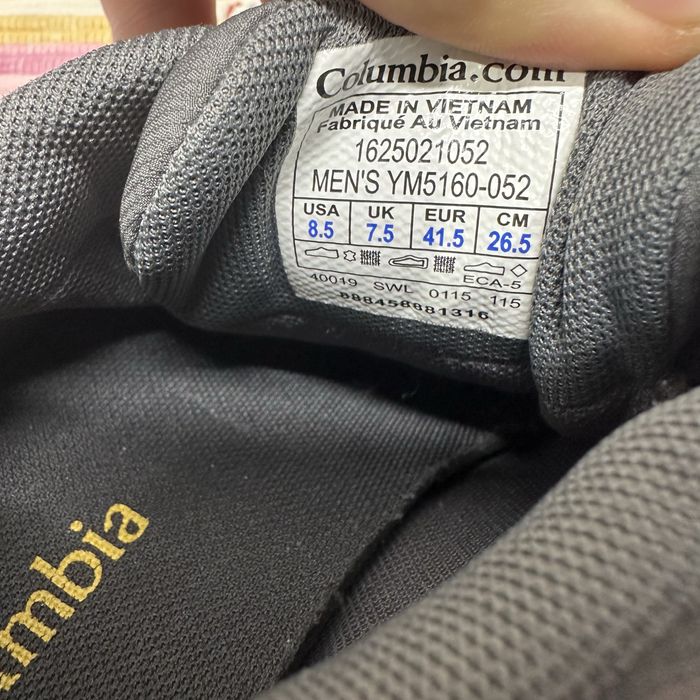 Columbia.com
MADE IN VIETNAM
Fabriqué Au Vietnam
1625021052
MEN'S YM5160-052
USA UK EUR CM
8.5 7.5 41.5 26.5
ECA-5
40019 SWL 0115 115
888458881316
mbia